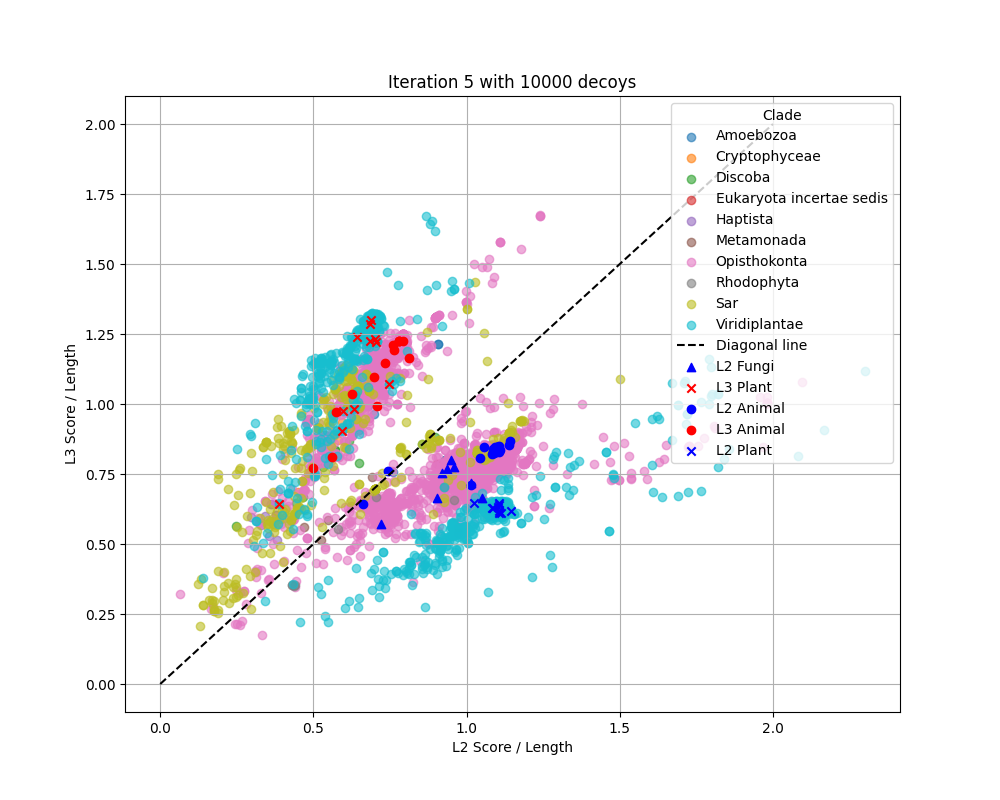 Iteration 5 with 10000 decoys
L3 Score / Length
2.00
1.75
1.50
1.25
1.00
0.75
0.50
0.25
0.00
0.0
0.5
1.0
1.5
2.0
L2 Score / Length
Clade
Amoebozoa
Cryptophyceae
Discoba
Eukaryota incertae sedis
Haptista
Metamonada
Opisthokonta
Rhodophyta
Sar
Viridiplantae
Diagonal line
L2 Fungi
L3 Plant
L2 Animal
L3 Animal
L2 Plant